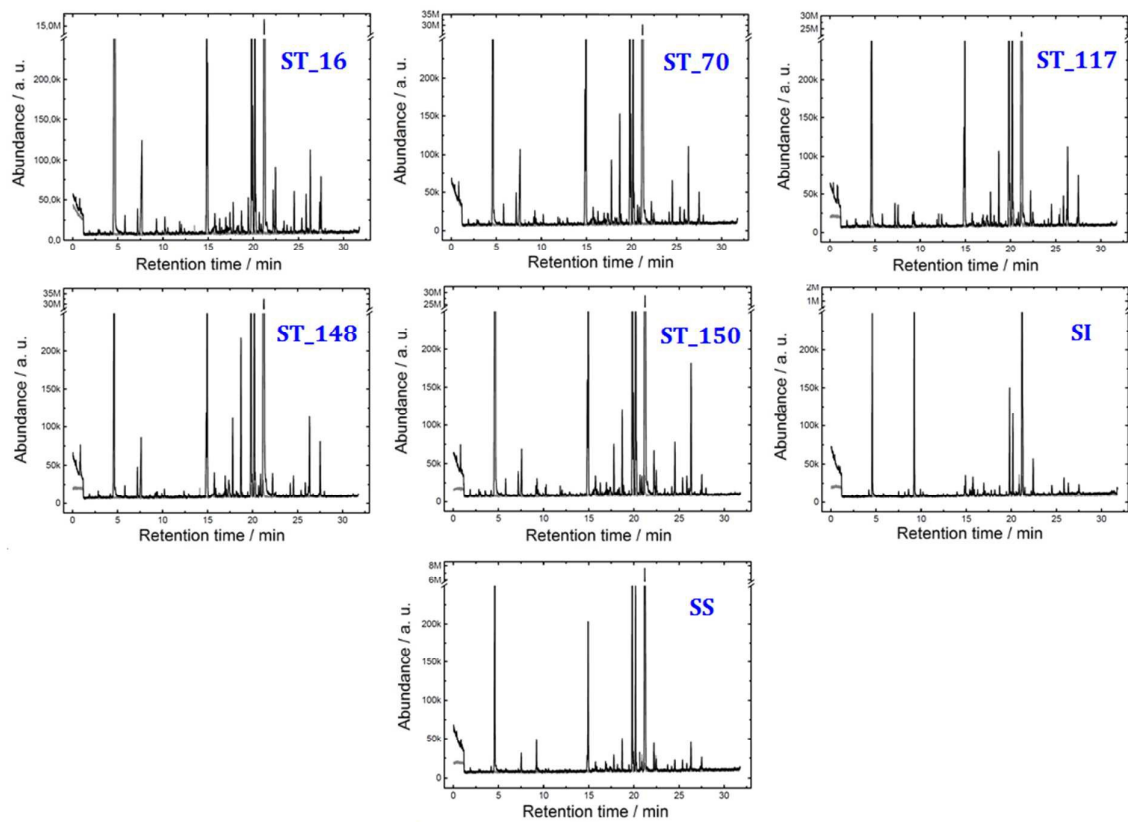 15,0M
200,0k
150,0k
100,0k
50,0k
0,0
Abundance / a. u.
0 5 10 15 20 25 30
Retention time / min
ST_16
35M
30M
200k
150k
100k
50k
0
Abundance / a. u.
0 5 10 15 20 25 30
Retention time / min
ST_70
30M
25M
200k
150k
100k
50k
0
Abundance / a. u.
0 5 10 15 20 25 30
Retention time / min
ST_117
35M
30M
200k
150k
100k
50k
0
Abundance / a. u.
0 5 10 15 20 25 30
Retention time / min
ST_148
30M
25M
200k
150k
100k
50k
0
Abundance / a. u.
0 5 10 15 20 25 30
Retention time / min
ST_150
2M
1M
200k
150k
100k
50k
0
Abundance / a. u.
0 5 10 15 20 25 30
Retention time / min
SI
8M
6M
200k
150k
100k
50k
0
Abundance / a. u.
0 5 10 15 20 25 30
Retention time / min
SS